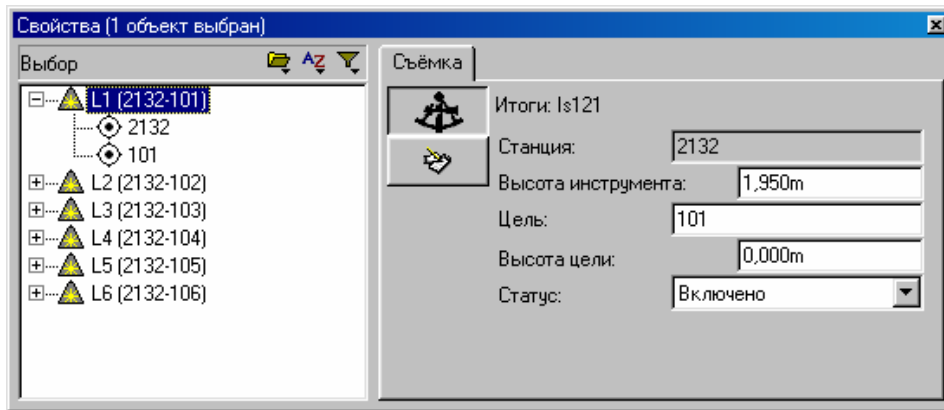 Свойства (1 объект выбран)
Выбор
L1 (2132-101)
2132
101
L2 (2132-102)
L3 (2132-103)
L4 (2132-104)
L5 (2132-105)
L6 (2132-106)
Съёмка
Итоги: ls121
Станция: 2132
Высота инструмента: 1,950m
Цель: 101
Высота цели: 0,000m
Статус: Включено